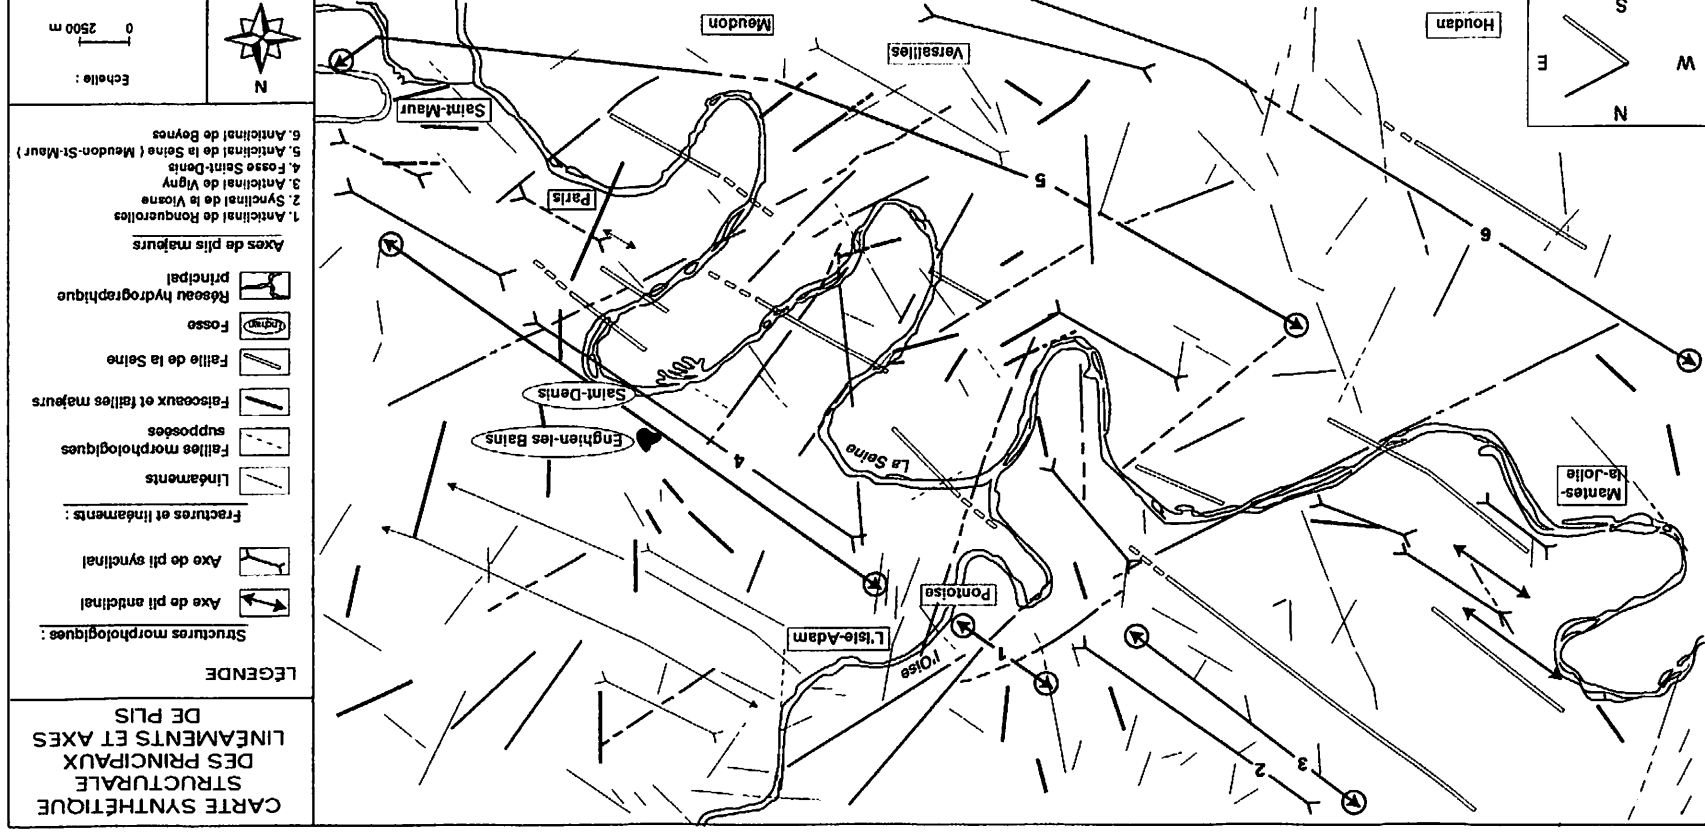 CARTE SYNTHÉTIQUE
STRUCTURALE
DES PRINCIPAUX
LINÉAMENTS ET AXES
DE PLIS
LÉGENDE
Structures morphologiques :
Axe de pli anticlinal
Axe de pli synclinal
Fractures et linéaments :
Linéaments
Failles morphologiques
supposées
Faisceaux et failles majeurs
Faille de la Seine
Enghien
Fosse
Réseau hydrographique
principal
Axes de plis majeurs
1. Anticlinal de Ronquerolles
2. Synclinal de la Viosne
3. Anticlinal de Vigny
4. Fosse Saint-Denis
5. Anticlinal de la Seine ( Meudon-St-Maur )
6. Anticlinal de Beynes
N
Echelle :
0 2500 m
3
2
1
l'Oise
L'Isle-Adam
Pontoise
Mantes-
la-Jolie
La Seine
4
Enghien-les Bains
Saint-Denis
6
5
Paris
Saint-Maur
Versailles
Meudon
Houdan
N
W
E
S